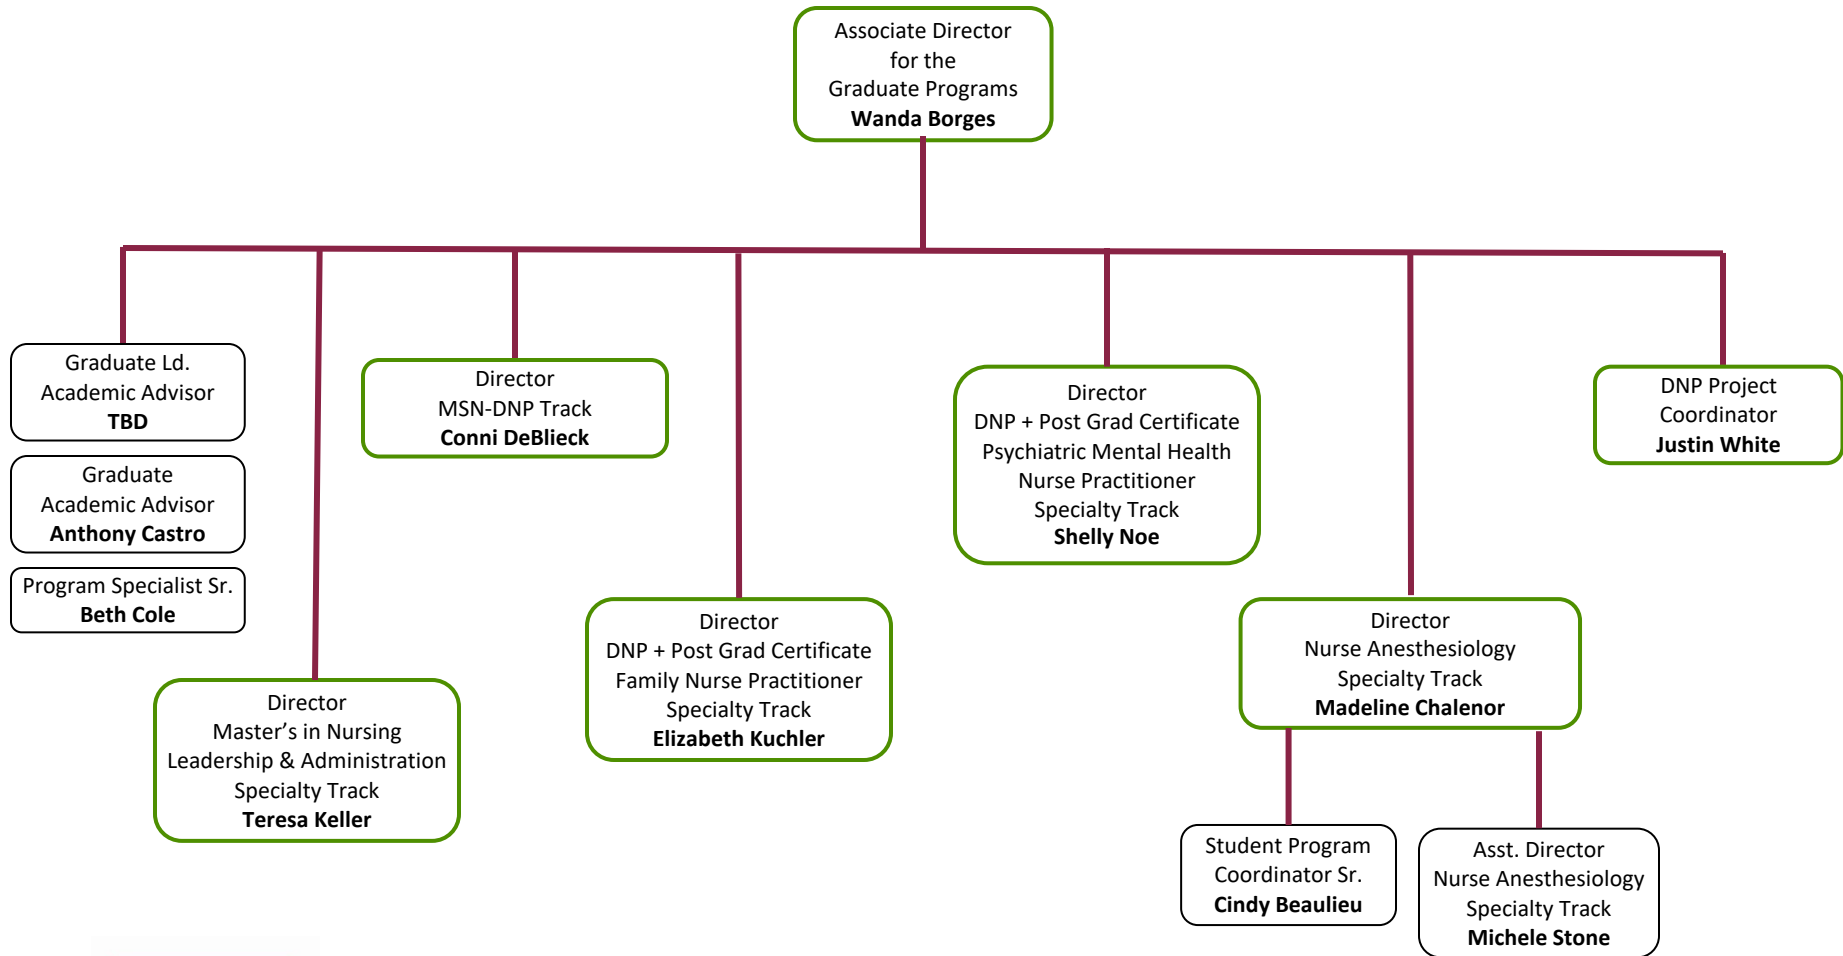 Associate Director
for the
Graduate Programs
Wanda Borges
Graduate Ld.
Academic Advisor
TBD
Graduate
Academic Advisor
Anthony Castro
Program Specialist Sr.
Beth Cole
Director
Master’s in Nursing
Leadership & Administration
Specialty Track
Teresa Keller
Director
MSN-DNP Track
Conni DeBlieck
Director
DNP + Post Grad Certificate
Family Nurse Practitioner
Specialty Track
Elizabeth Kuchler
Director
DNP + Post Grad Certificate
Psychiatric Mental Health
Nurse Practitioner
Specialty Track
Shelly Noe
Director
Nurse Anesthesiology
Specialty Track
Madeline Chalenor
Student Program
Coordinator Sr.
Cindy Beaulieu
Asst. Director
Nurse Anesthesiology
Specialty Track
Michele Stone
DNP Project
Coordinator
Justin White